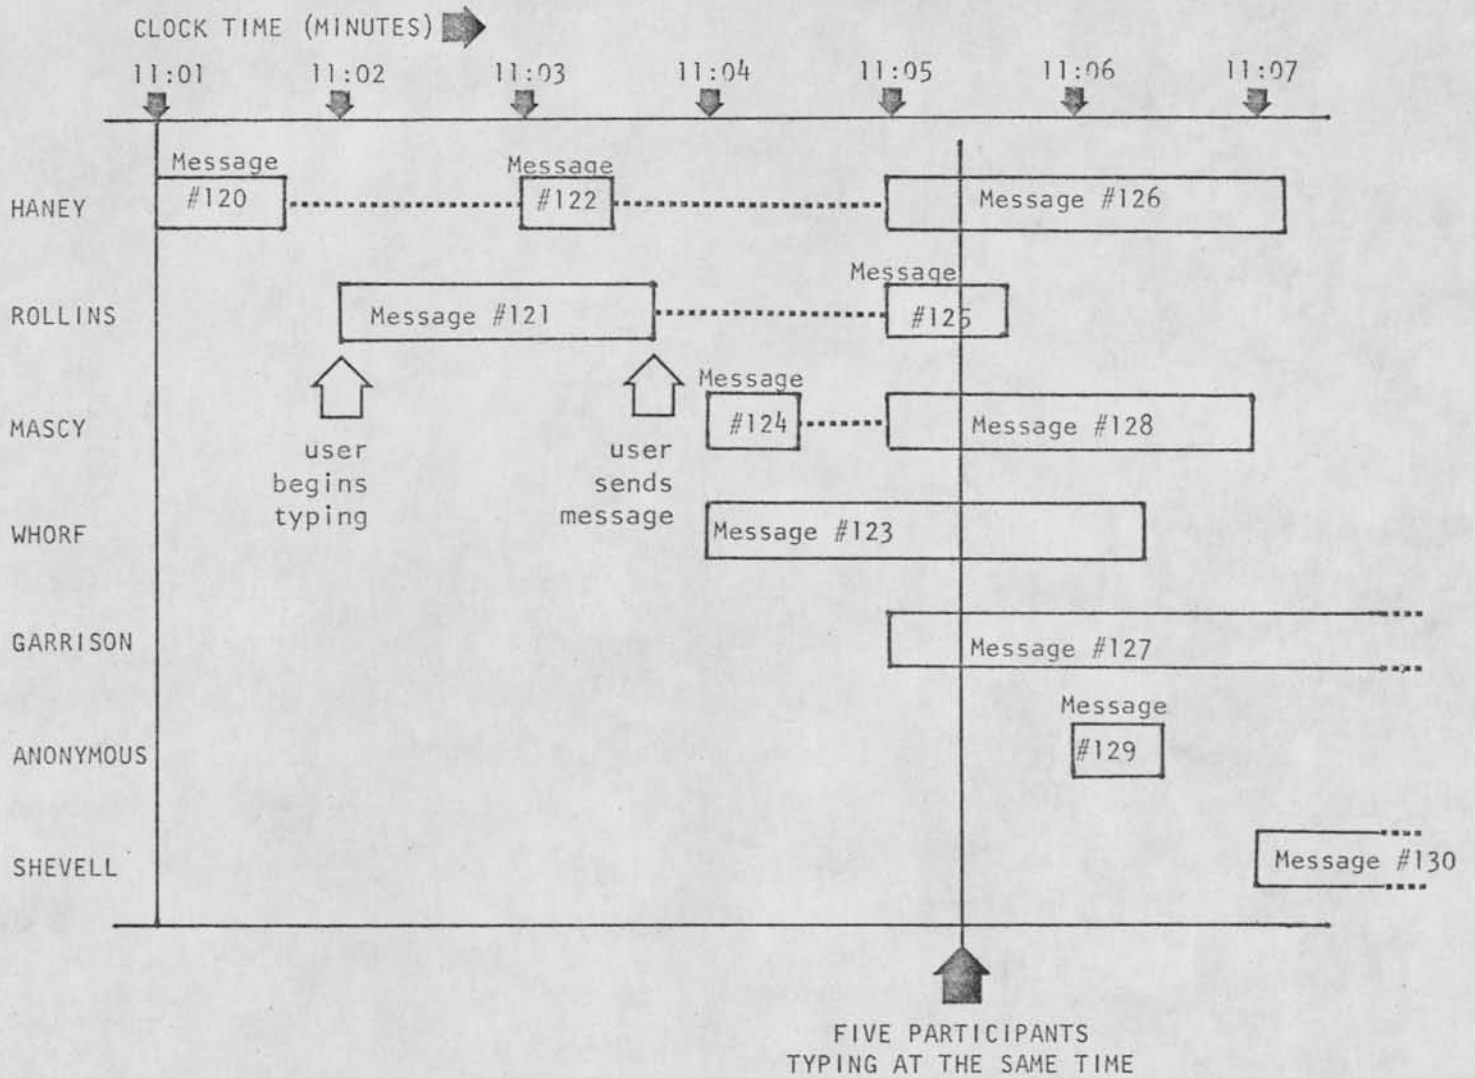 CLOCK TIME (MINUTES)
11:01 11:02 11:03 11:04 11:05 11:06 11:07
HANEY
Message
#120
Message
#122
Message #126
ROLLINS
Message #121
Message
#125
user
begins
typing
user
sends
message
MASCY
Message
#124
Message #128
WHORF
Message #123
GARRISON
Message #127
ANONYMOUS
Message
#129
SHEVELL
Message #130
FIVE PARTICIPANTS
TYPING AT THE SAME TIME